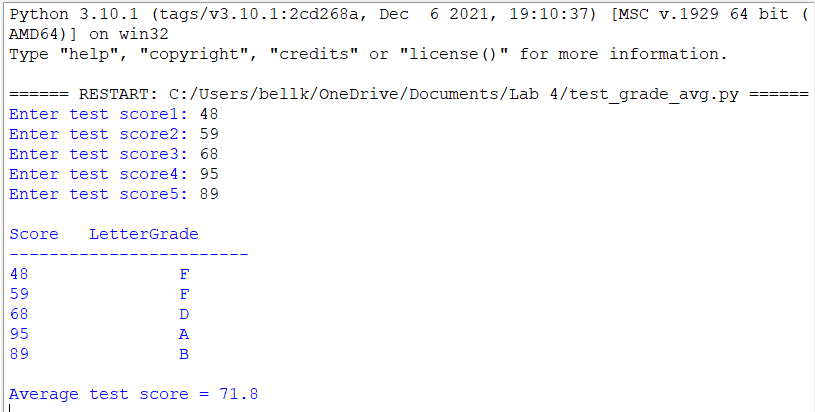 Python 3.10.1 (tags/v3.10.1:2cd268a, Dec  6 2021, 19:10:37) [MSC v.1929 64 bit (
AMD64)] on win32
Type "help", "copyright", "credits" or "license()" for more information.
====== RESTART: C:/Users/bellk/OneDrive/Documents/Lab 4/test_grade_avg.py ======
Enter test score1: 48
Enter test score2: 59
Enter test score3: 68
Enter test score4: 95
Enter test score5: 89
Score   LetterGrade
------------------------
48               F
59               F
68               D
95               A
89               B
Average test score = 71.8